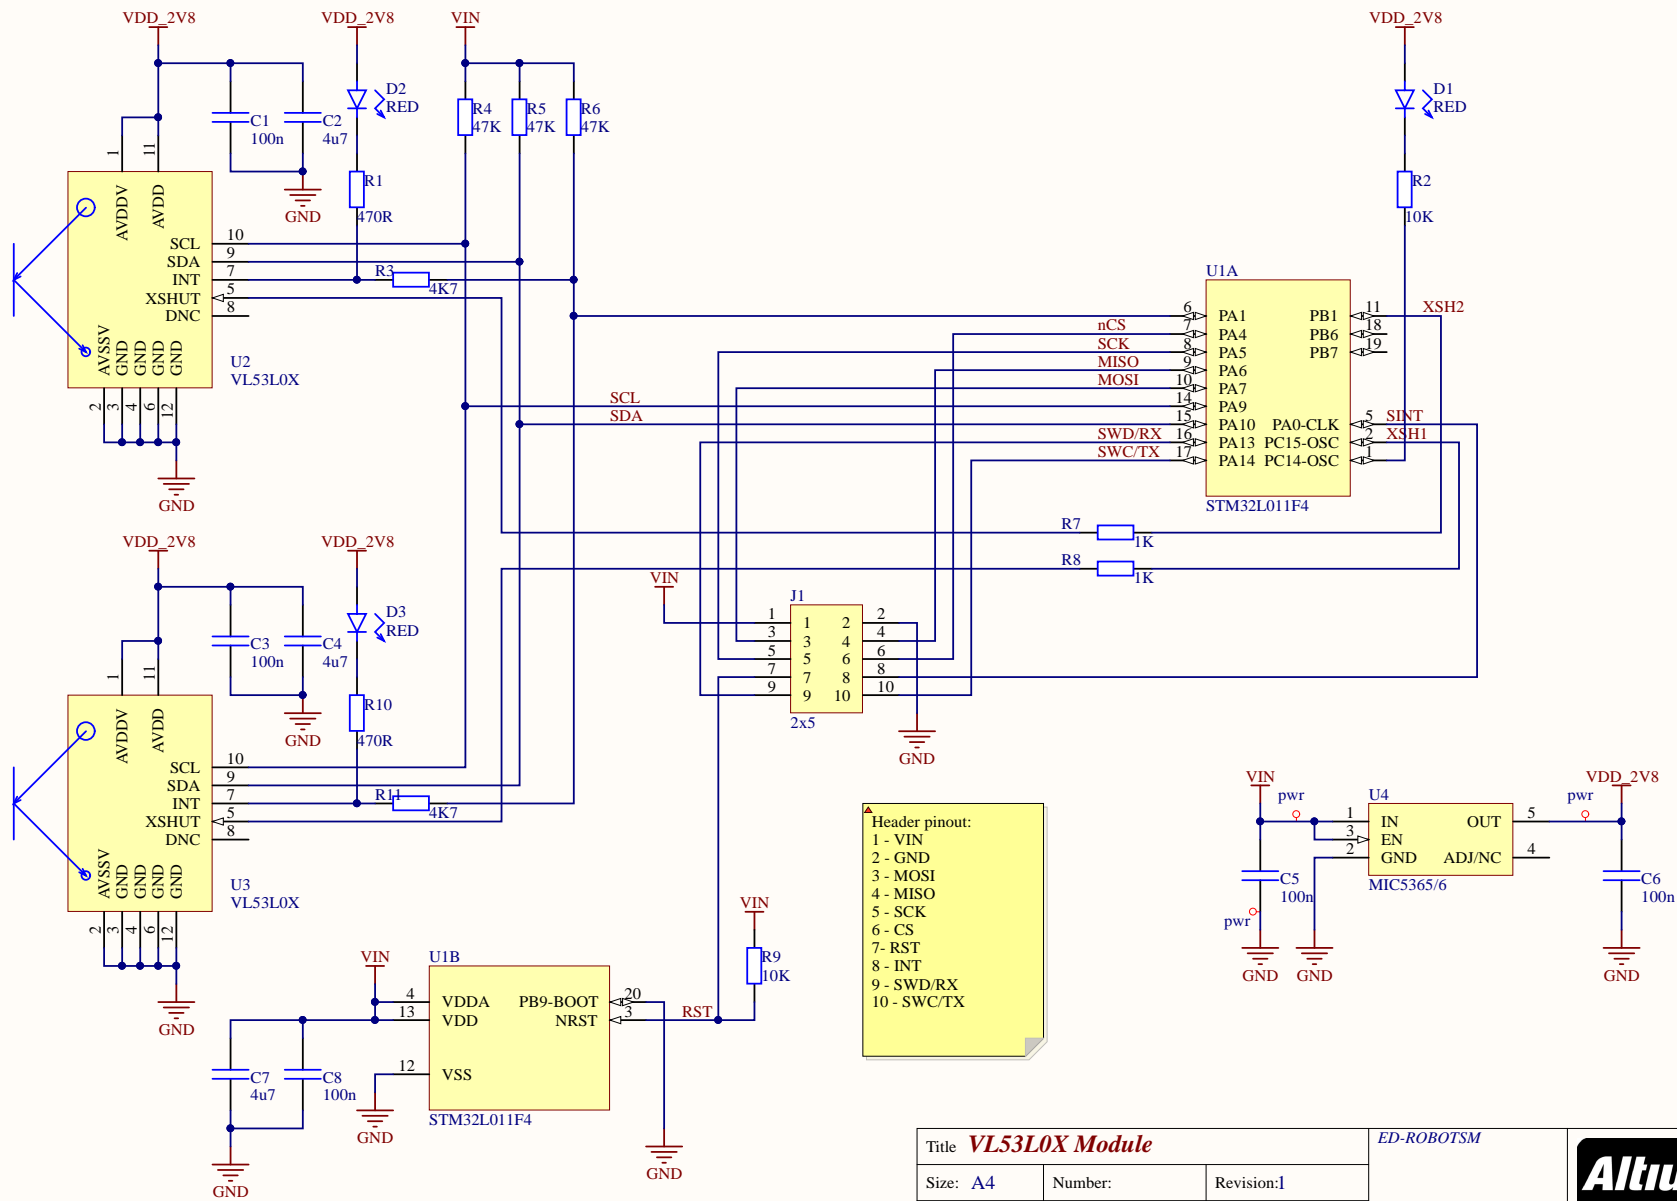 VDD_2V8
VDD_2V8
VIN
VDD_2V8
D2
RED
D1
RED
C1
100n
C2
4u7
R4
47K
R5
47K
R6
47K
1
11
AVDDV
AVDD
GND
R1
470R
R2
10K
SCL 10
SDA 9
INT 7
XSHUT 5
DNC 8
R3
4K7
AVSSV
GND
GND
GND
GND
2
3
4
6
12
U2
VL53L0X
GND
U1A
6 PA1
nCS 7 PA4
SCK 8 PA5
MISO 9 PA6
MOSI 10 PA7
SCL 14 PA9
SDA 15 PA10
SWD/RX 16 PA13
SWC/TX 17 PA14
PB1 11 XSH2
PB6 18
PB7 19
PA0-CLK 5 SINT
PC15-OSC 2 XSH1
PC14-OSC 1
STM32L011F4
R7
1K
R8
1K
VDD_2V8
VDD_2V8
D3
RED
C3
100n
C4
4u7
1
11
AVDDV
AVDD
GND
R10
470R
SCL 10
SDA 9
INT 7
XSHUT 5
DNC 8
R11
4K7
AVSSV
GND
GND
GND
GND
2
3
4
6
12
U3
VL53L0X
GND
VIN
J1
1 1 2 2
3 3 4 4
5 5 6 6
7 7 8 8
9 9 10 10
2x5
GND
VIN
pwr
U4
pwr
VDD_2V8
1 IN OUT 5
3 EN
2 GND ADJ/NC 4
MIC5365/6
C5
100n
pwr
C6
100n
GND
GND
GND
Header pinout:
1 - VIN
2 - GND
3 - MOSI
4 - MISO
5 - SCK
6 - CS
7- RST
8 - INT
9 - SWD/RX
10 - SWC/TX
VIN
R9
10K
VIN
U1B
4 VDDA PB9-BOOT 20
13 VDD NRST 3 RST
12 VSS
STM32L011F4
C7
4u7
C8
100n
GND
GND
GND
Title VL53L0X Module
ED-ROBOTSM
Size: A4 Number: Revision:1